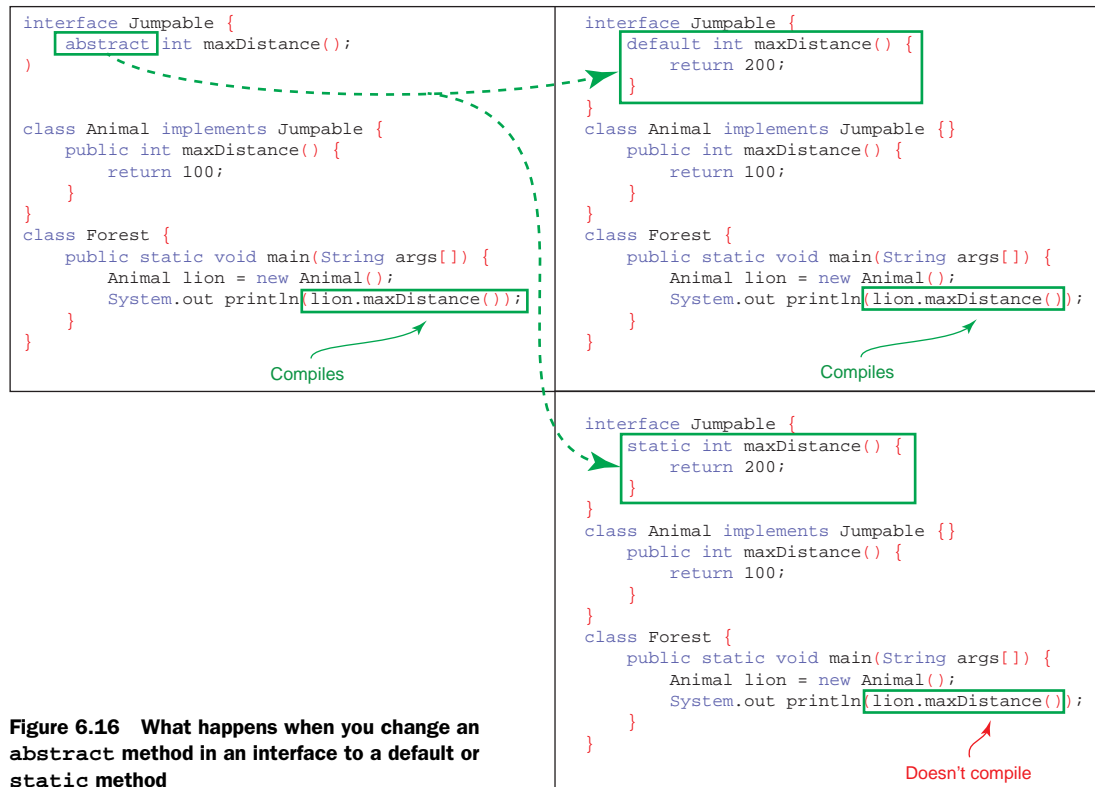 interface Jumpable {
    abstract int maxDistance();
)
class Animal implements Jumpable {
    public int maxDistance() {
        return 100;
    }
}
class Forest {
    public static void main(String args[]) {
        Animal lion = new Animal();
        System.out println(lion.maxDistance());
    }
}
Compiles
interface Jumpable {
    default int maxDistance() {
        return 200;
    }
}
class Animal implements Jumpable {}
    public int maxDistance() {
        return 100;
    }
}
class Forest {
    public static void main(String args[]) {
        Animal lion = new Animal();
        System.out println(lion.maxDistance());
    }
}
Compiles
interface Jumpable {
    static int maxDistance() {
        return 200;
    }
}
class Animal implements Jumpable {}
    public int maxDistance() {
        return 100;
    }
}
class Forest {
    public static void main(String args[]) {
        Animal lion = new Animal();
        System.out println(lion.maxDistance());
    }
}
Doesn't compile
Figure 6.16 What happens when you change an
abstract method in an interface to a default or
static method